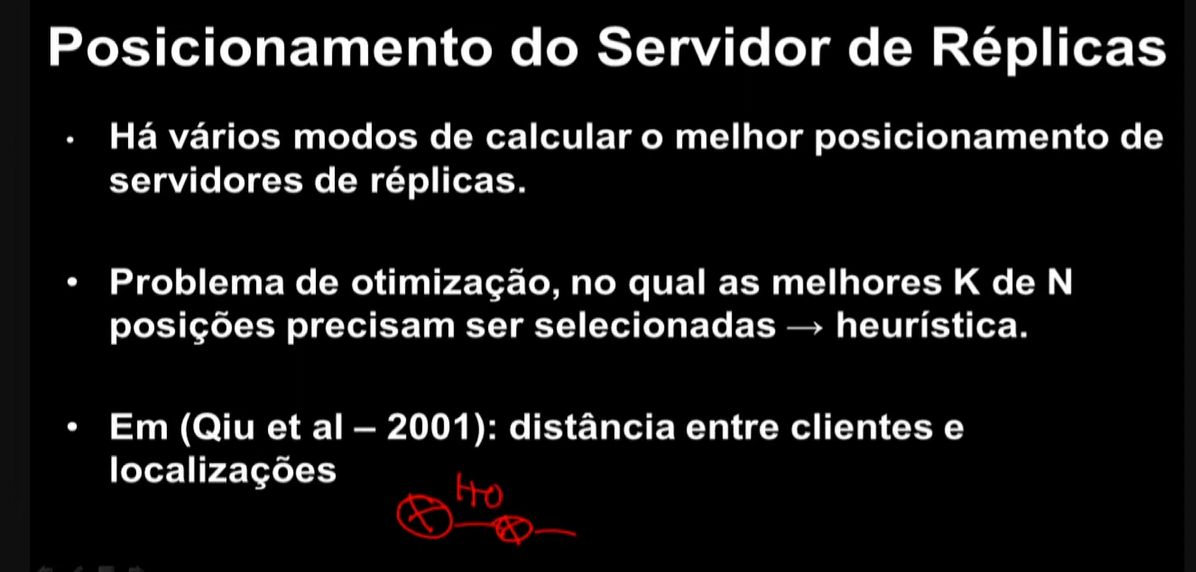 Posicionamento do Servidor de Réplicas
• Há vários modos de calcular o melhor posicionamento de
servidores de réplicas.
• Problema de otimização, no qual as melhores K de N
posições precisam ser selecionadas → heurística.
• Em (Qiu et al – 2001): distância entre clientes e
localizações